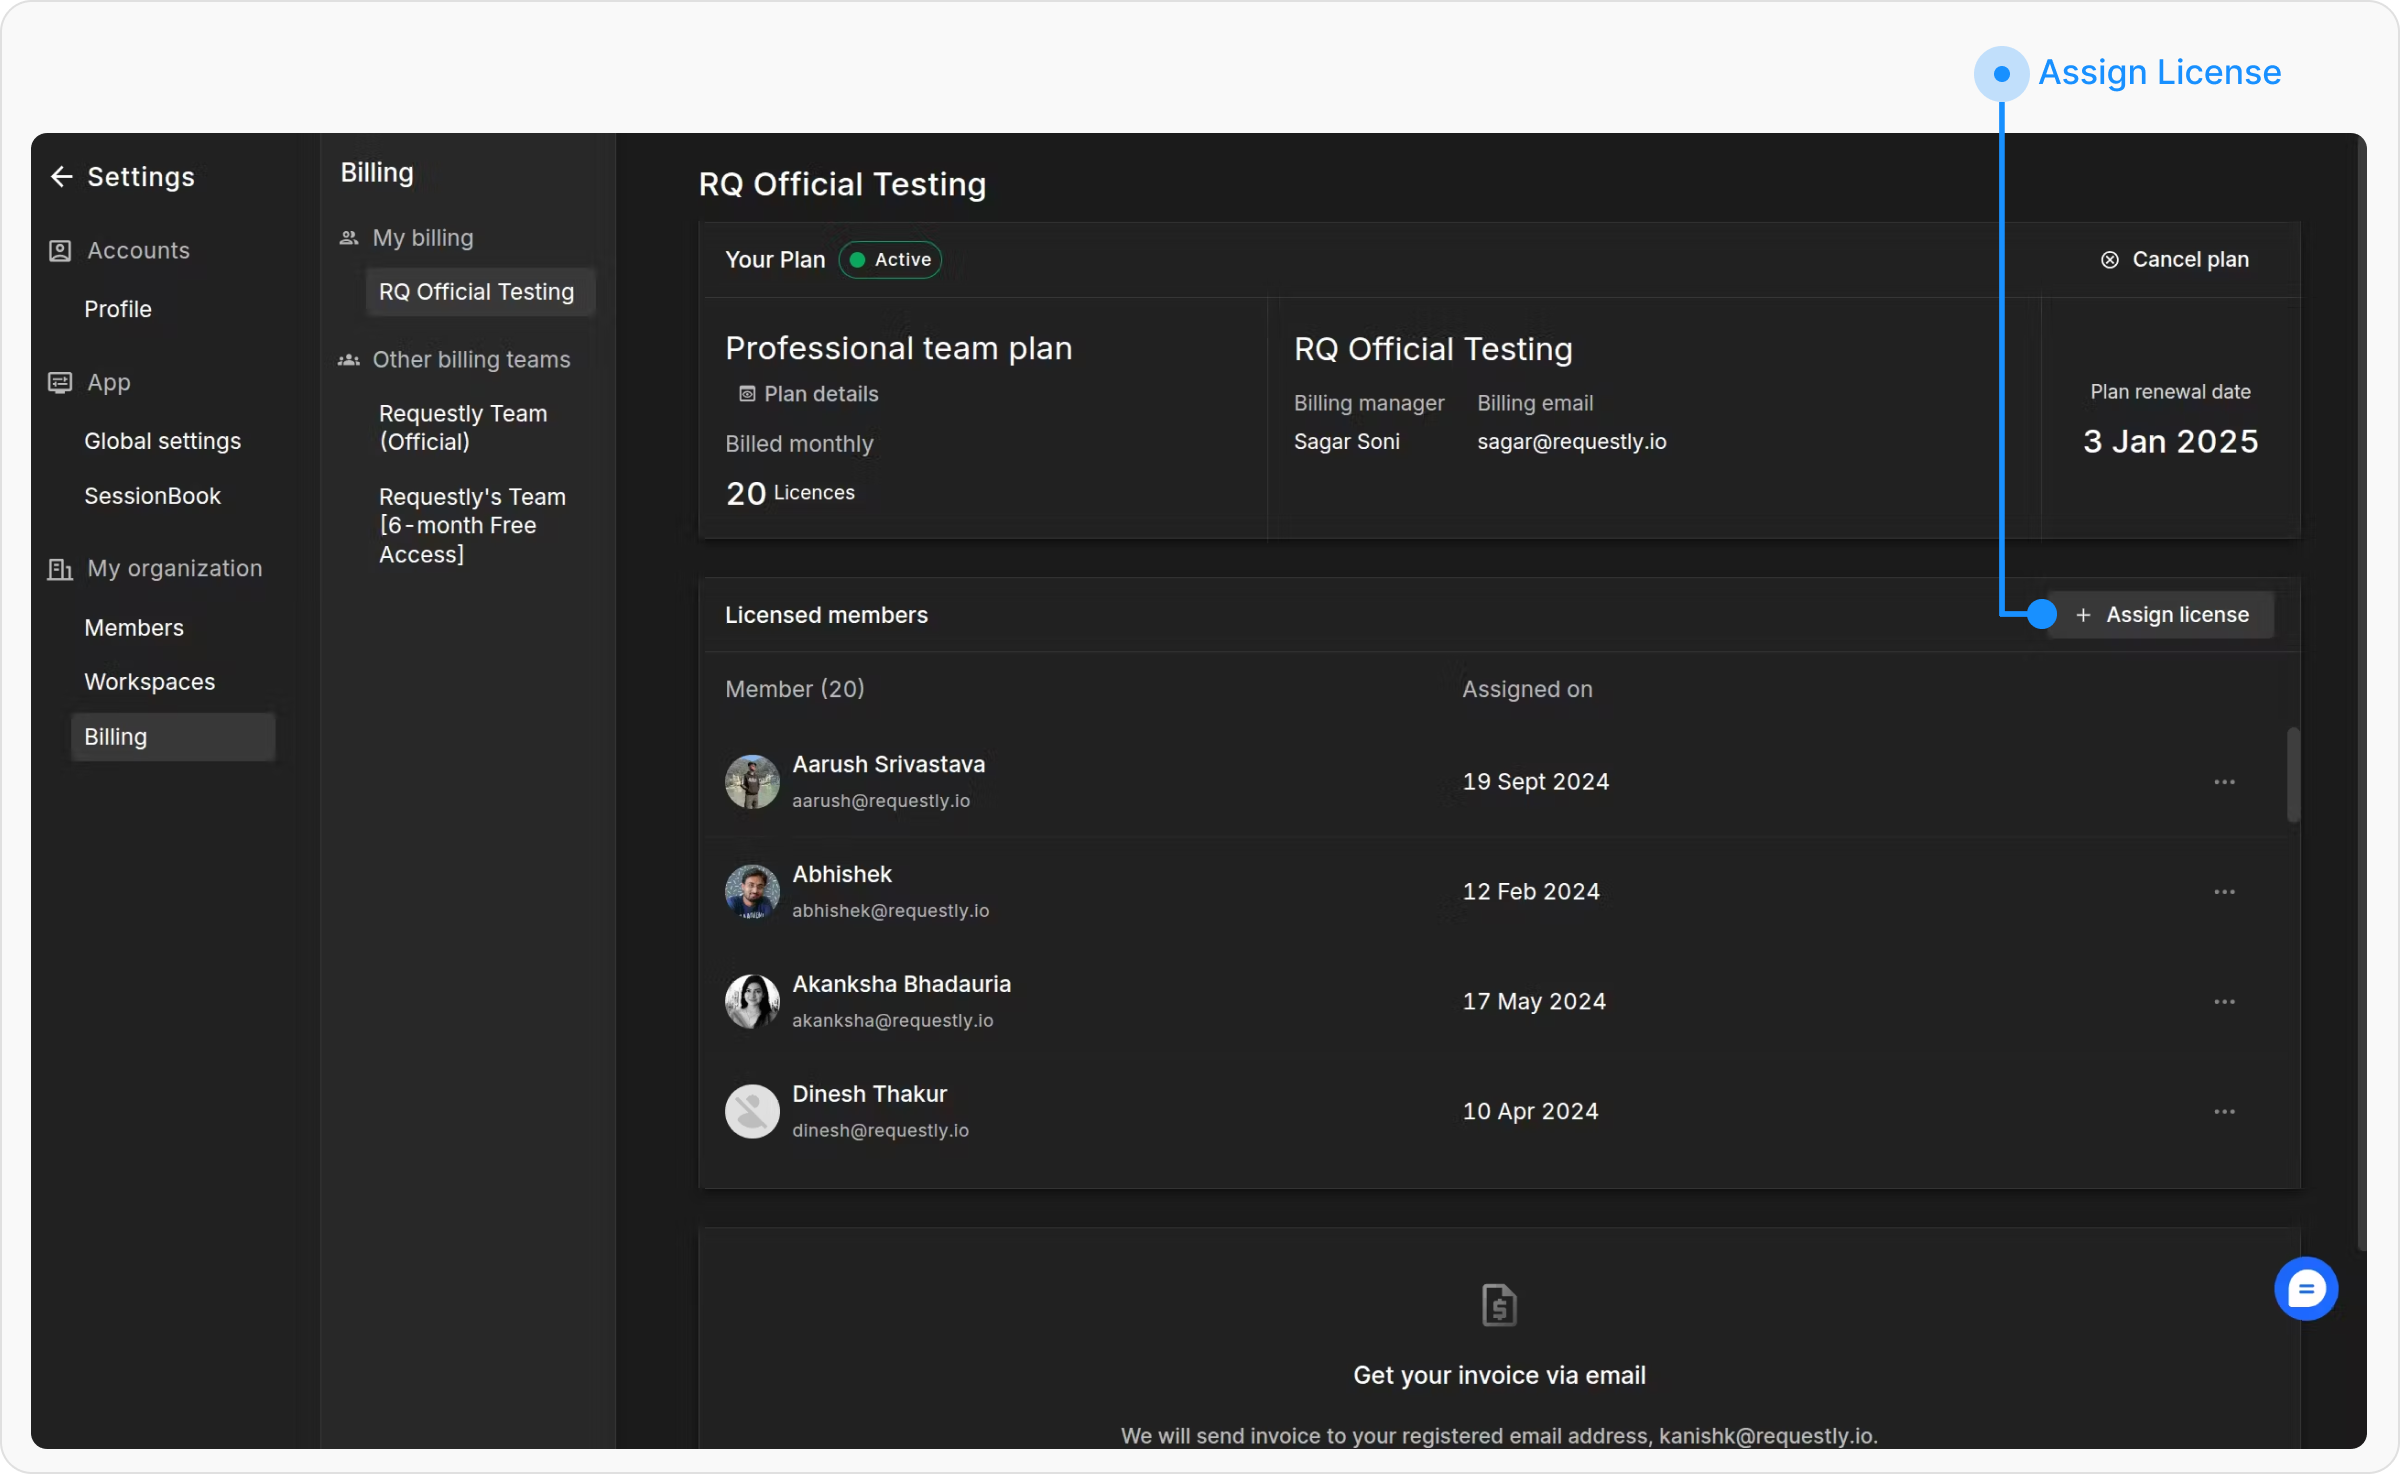 Assign License
Settings
Accounts
Profile
App
Global settings
SessionBook
My organization
Members
Workspaces
Billing
Billing
My billing
RQ Official Testing
Other billing teams
Requestly Team
(Official)
Requestly's Team
[6-month Free
Access]
RQ Official Testing
Your Plan
Active
Cancel plan
Professional team plan
Plan details
Billed monthly
20 Licences
RQ Official Testing
Billing manager
Billing email
Sagar Soni
sagar@requestly.io
Plan renewal date
3 Jan 2025
Licensed members
+ Assign license
Member (20)
Assigned on
Aarush Srivastava
aarush@requestly.io
19 Sept 2024
Abhishek
abhishek@requestly.io
12 Feb 2024
Akanksha Bhadauria
akanksha@requestly.io
17 May 2024
Dinesh Thakur
dinesh@requestly.io
10 Apr 2024
Get your invoice via email
We will send invoice to your registered email address, kanishk@requestly.io.